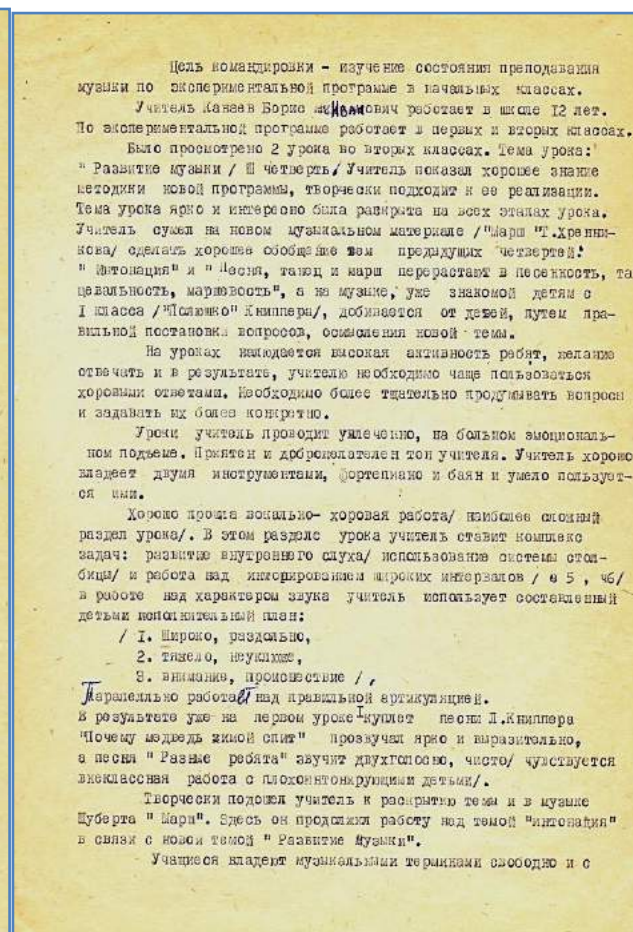 Цель командировки - изучение состояния преподавания
музыки по экспериментальной программе в начальных классах.
Учитель Канаев Борис Иванович работает в школе 12 лет.
По экспериментальной программе работает в первых и вторых классах.
Было просмотрено 2 урока во вторых классах. Тема урока:
" Развитие музыки / III четверть/ Учитель показал хорошее знание
методики новой программы, творчески подходит к ее реализации.
Тема урока ярко и интересно была раскрыта на всех этапах урока.
Учитель сумел на новом музыкальном материале /"Марш "Т.Хренни-
кова/ сделать хорошее обобщение тем предыдущих четвертей:
" Интонация" и " Песня, танец и марш перерастают в песенность, та
цевальность, маршевость", а на музыке, уже знакомой детям с
I класса /"Полюшко" Книппера/, добивается от детей, путем пра-
вильной постановки вопросов, осмысления новой темы.
На уроках наблюдается высокая активность ребят, желание
отвечать и в результате, учителю необходимо чаще пользоваться
хоровыми ответами. Необходимо более тщательно продумывать вопросы
и задавать их более конкретно.
Уроки учитель проводит увлеченно, на большом эмоциональ-
ном подъеме. Приятен и доброжелателен тон учителя. Учитель хорошо
владеет двумя инструментами, фортепиано и баян и умело пользует-
ся ими.
Хорошо прошла вокально- хоровая работа/ наиболее сложный
раздел урока/. В этом разделе урока учитель ставит комплекс
задач: развитие внутреннего слуха/ использование системы стол-
бицы/ и работа над широких интервалов / 5 , ч6/
в работе над характером звука учитель использует составленный
детьми исполнительный план:
/ 1. Широко, раздольно,
2. тяжело, неуклюже,
3. внимание, происшествие /,
Паралелльно работает над правильной артикуляцией.
В результате уже на первом уроке I куплет песни Л.Книппера
"Почему медведь зимой спит" прозвучал ярко и выразительно,
а песня " Разные ребята" звучит двухголосно, чисто/ чувствуется
внеклассная работа с плохоинтонирующими детьми/.
Творчески подошел учитель к раскрытию темы и в музыке
Шуберта " Марш". Здесь он продолжил работу над темой "интонация"
в связи с новой темой " Развитие Музыки".
Учащиеся владеют музыкальными терминами свободно и с